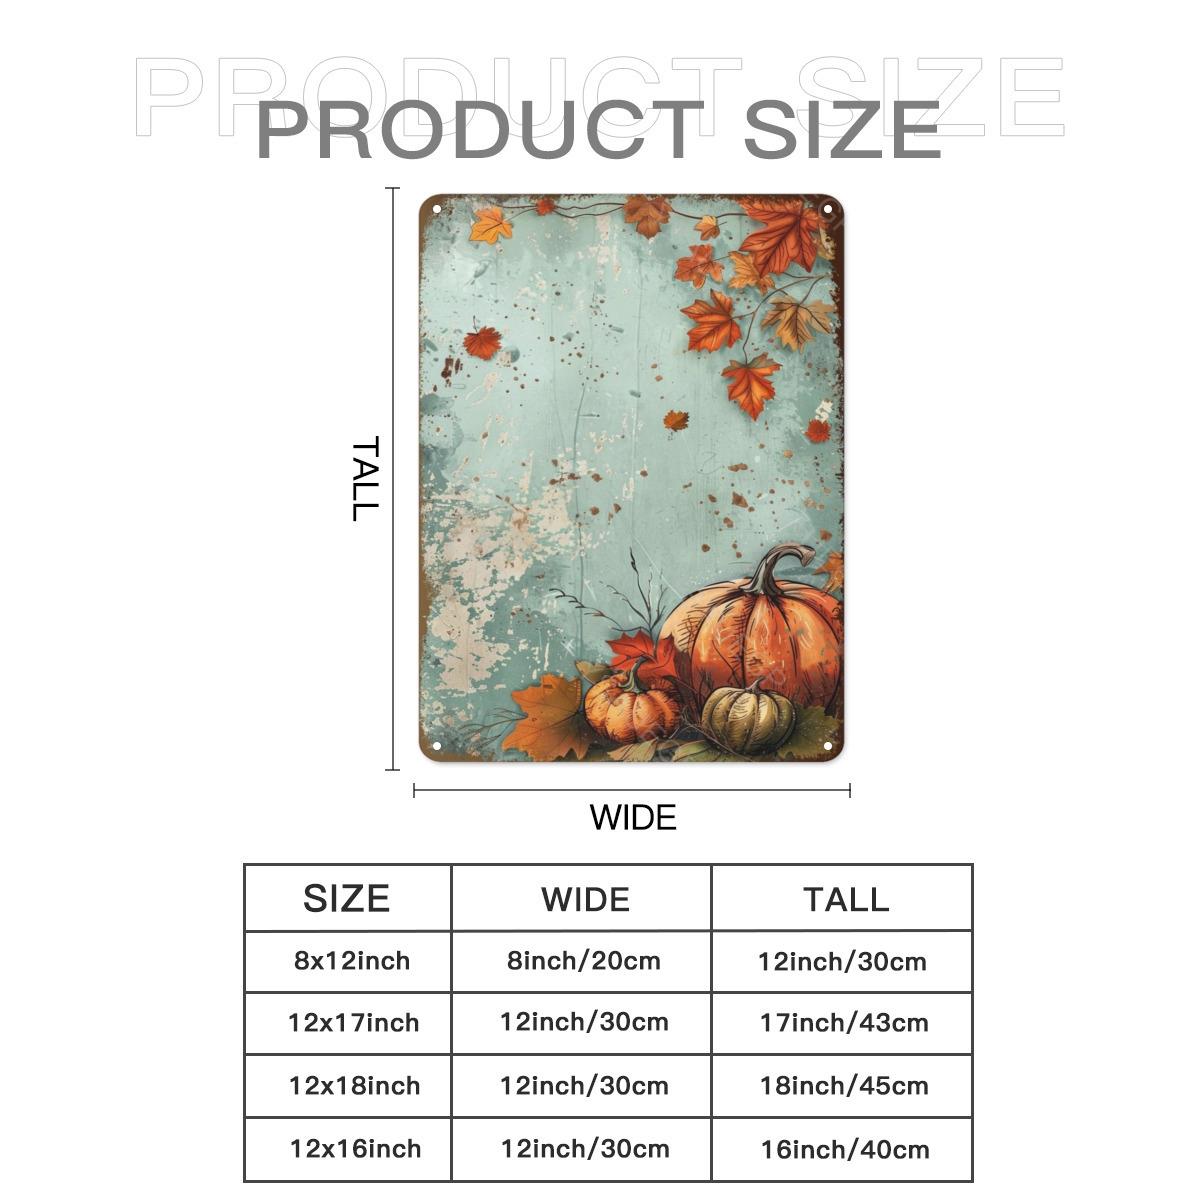 PRODUCT SIZE
PRODUCT SIZE
TALL
WIDE
SIZE WIDE TALL
8x12inch 8inch/20cm 12inch/30cm
12x17inch 12inch/30cm 17inch/43cm
12x18inch 12inch/30cm 18inch/45cm
12x16inch 12inch/30cm 16inch/40cm